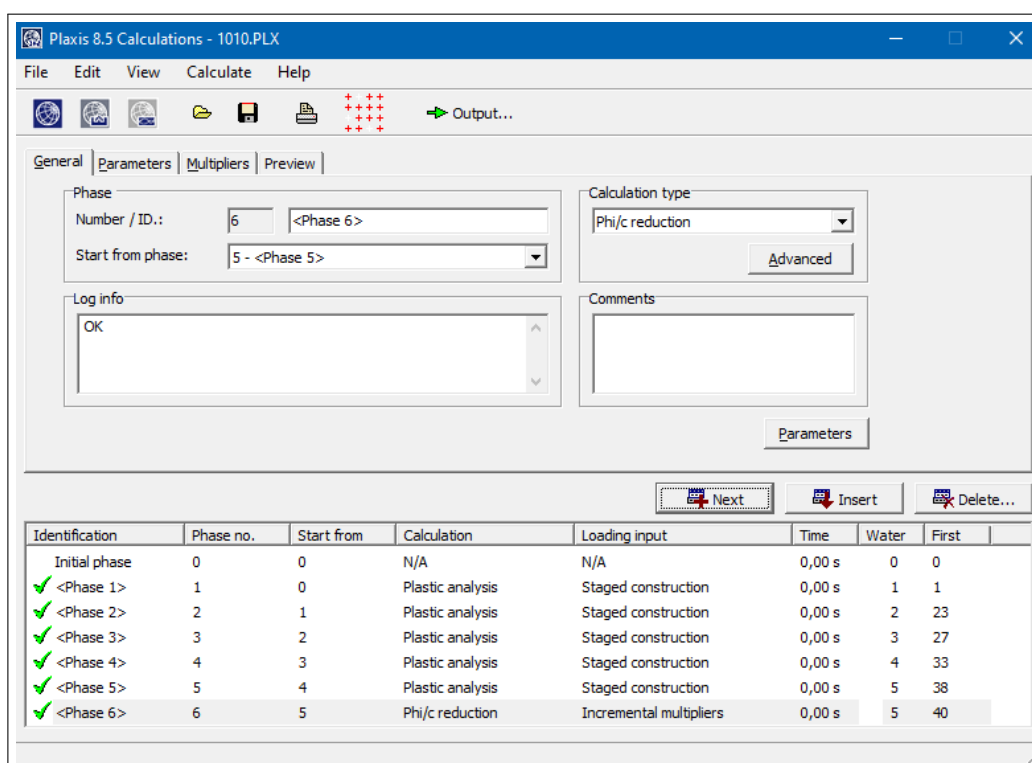 Plaxis 8.5 Calculations - 1010.PLX
File Edit View Calculate Help
Output...
General Parameters Multipliers Preview
Phase
Number / ID.: 6 <Phase 6>
Start from phase: 5 - <Phase 5>
Calculation type
Phi/c reduction
Advanced
Log info
OK
Comments
Parameters
Next Insert Delete...
Identification Phase no. Start from Calculation Loading input Time Water First
Initial phase 0 0 N/A N/A 0,00 s 0 0
<Phase 1> 1 0 Plastic analysis Staged construction 0,00 s 1 1
<Phase 2> 2 1 Plastic analysis Staged construction 0,00 s 2 23
<Phase 3> 3 2 Plastic analysis Staged construction 0,00 s 3 27
<Phase 4> 4 3 Plastic analysis Staged construction 0,00 s 4 33
<Phase 5> 5 4 Plastic analysis Staged construction 0,00 s 5 38
<Phase 6> 6 5 Phi/c reduction Incremental multipliers 0,00 s 5 40